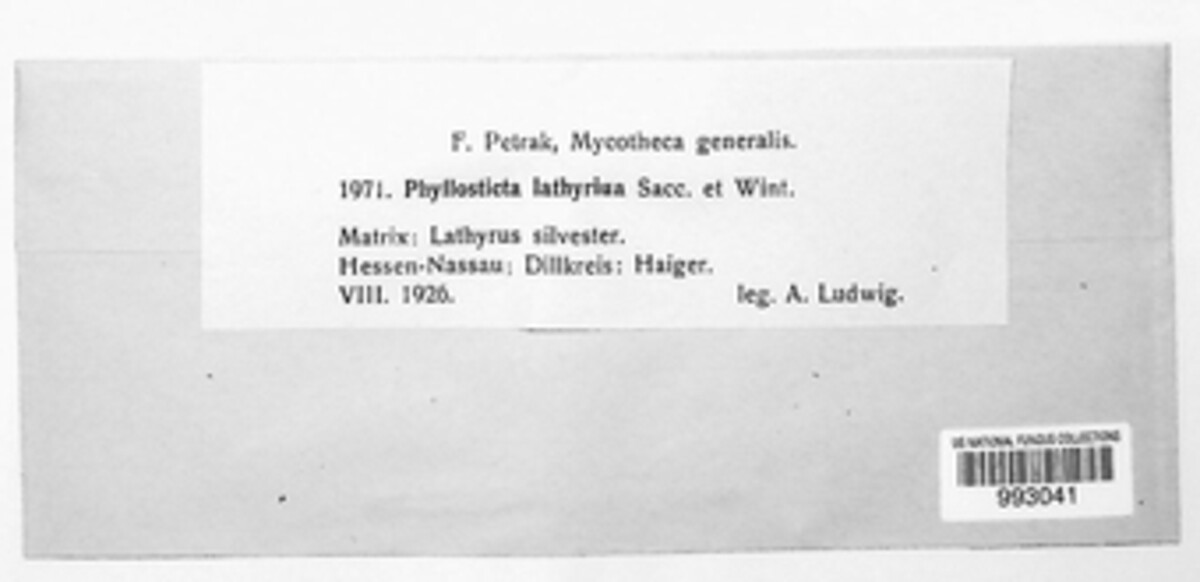 F. Petrak, Mycotheca generalis.
1971. Phyllosticta lathyrina Sacc. et Wint.
Matrix: Lathyrus silvester.
Hessen-Nassau: Dillkreis: Haiger.
VIII. 1926. leg. A. Ludwig.
US NATIONAL FUNGUS COLLECTIONS
993041